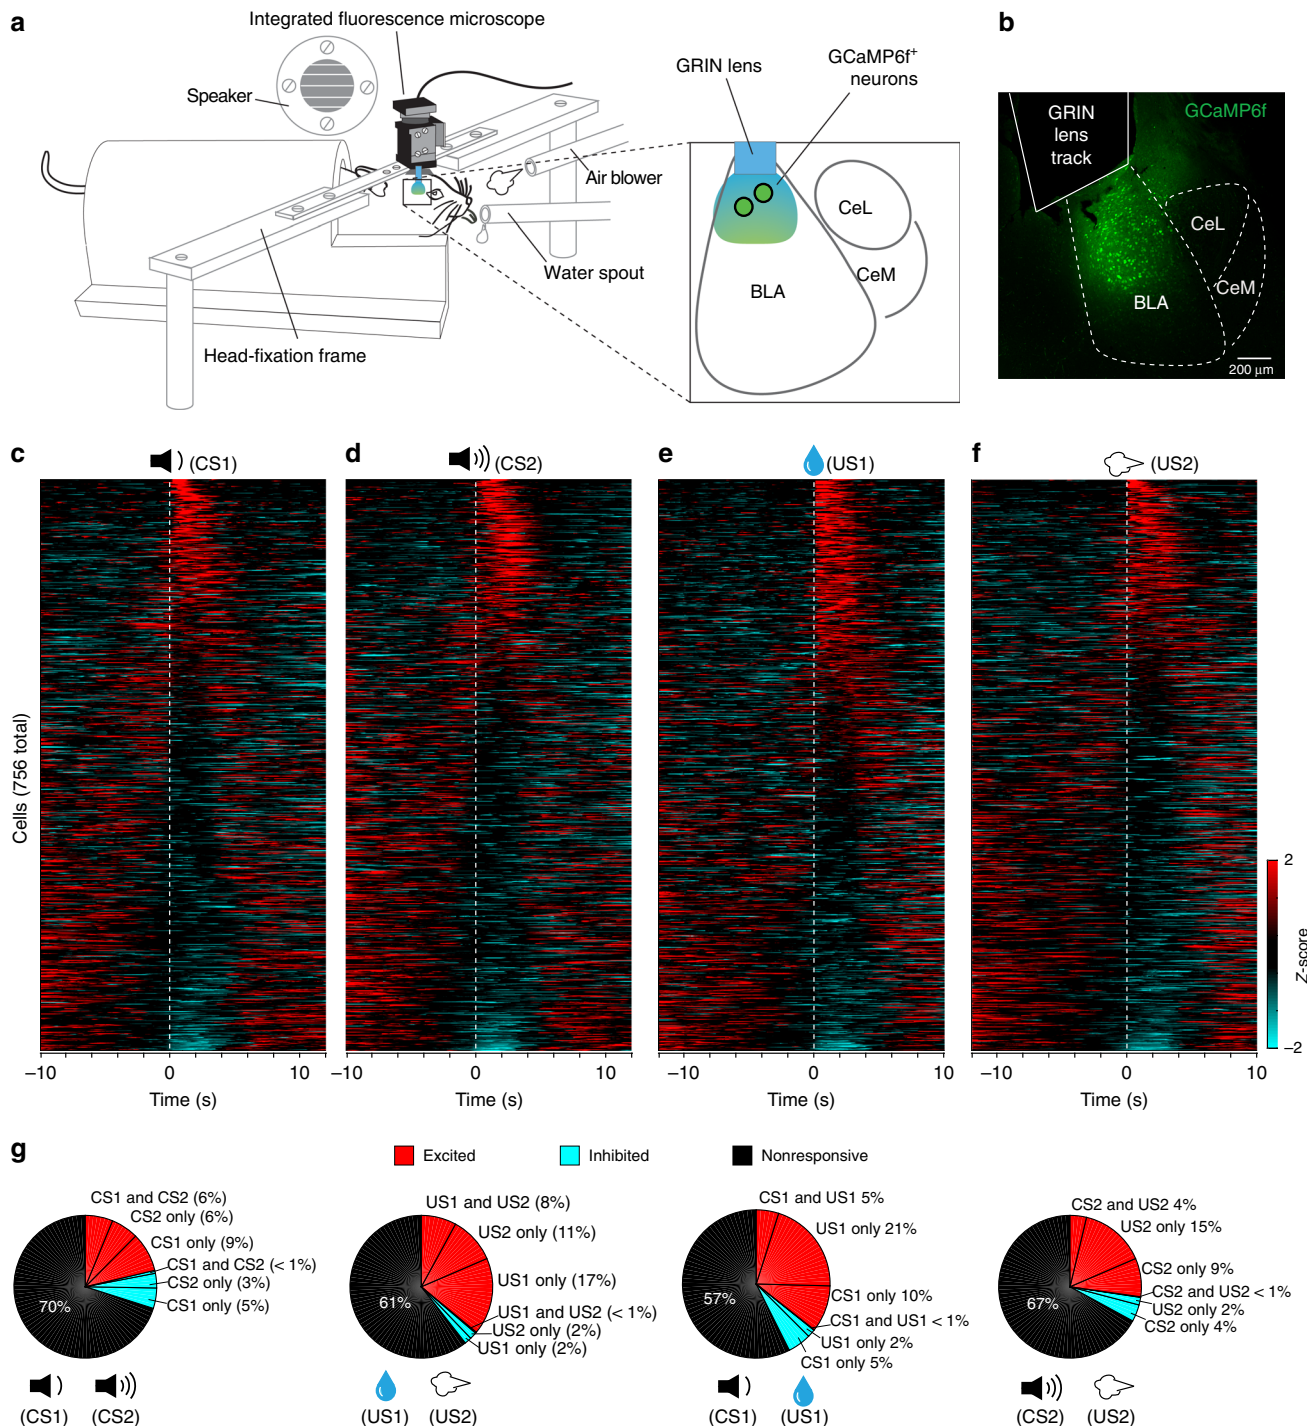 a
Integrated fluorescence microscope
Speaker
Air blower
Water spout
Head-fixation frame
GRIN lens
GCaMP6f+
neurons
CeL
CeM
BLA
b
GRIN
lens
track
GCaMP6f
CeL
CeM
BLA
200 μm
c
(CS1)
d
(CS2)
e
(US1)
f
(US2)
Cells (756 total)
−10 0 10
Time (s)
−10 0 10
Time (s)
−10 0 10
Time (s)
−10 0 10
Time (s)
2
Z-score
−2
g
Excited
Inhibited
Nonresponsive
CS1 and CS2 (6%)
CS2 only (6%)
CS1 only (9%)
CS1 and CS2 (< 1%)
CS2 only (3%)
CS1 only (5%)
70%
(CS1) (CS2)
US1 and US2 (8%)
US2 only (11%)
US1 only (17%)
US1 and US2 (< 1%)
US2 only (2%)
US1 only (2%)
61%
(US1) (US2)
CS1 and US1 5%
US1 only 21%
CS1 only 10%
CS1 and US1 < 1%
US1 only 2%
CS1 only 5%
57%
(CS1) (US1)
CS2 and US2 4%
US2 only 15%
CS2 only 9%
CS2 and US2 < 1%
US2 only 2%
CS2 only 4%
67%
(CS2) (US2)